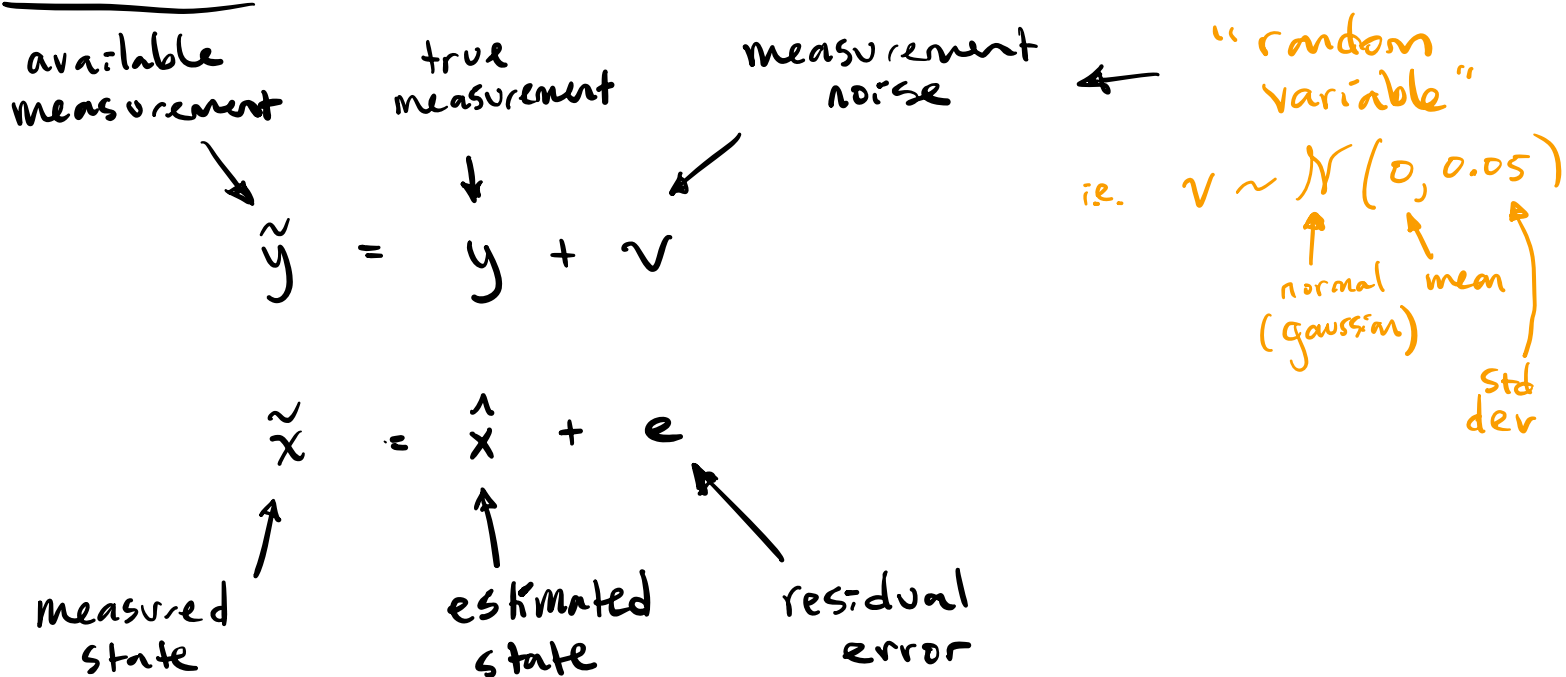 available measurement
true measurement
measurement noise
"random variable"
i.e. v ~ N(0, 0.05)
normal (gaussian)
mean
std dev
ỹ = y + v
x̃ = x̂ + e
measured state
estimated state
residual error